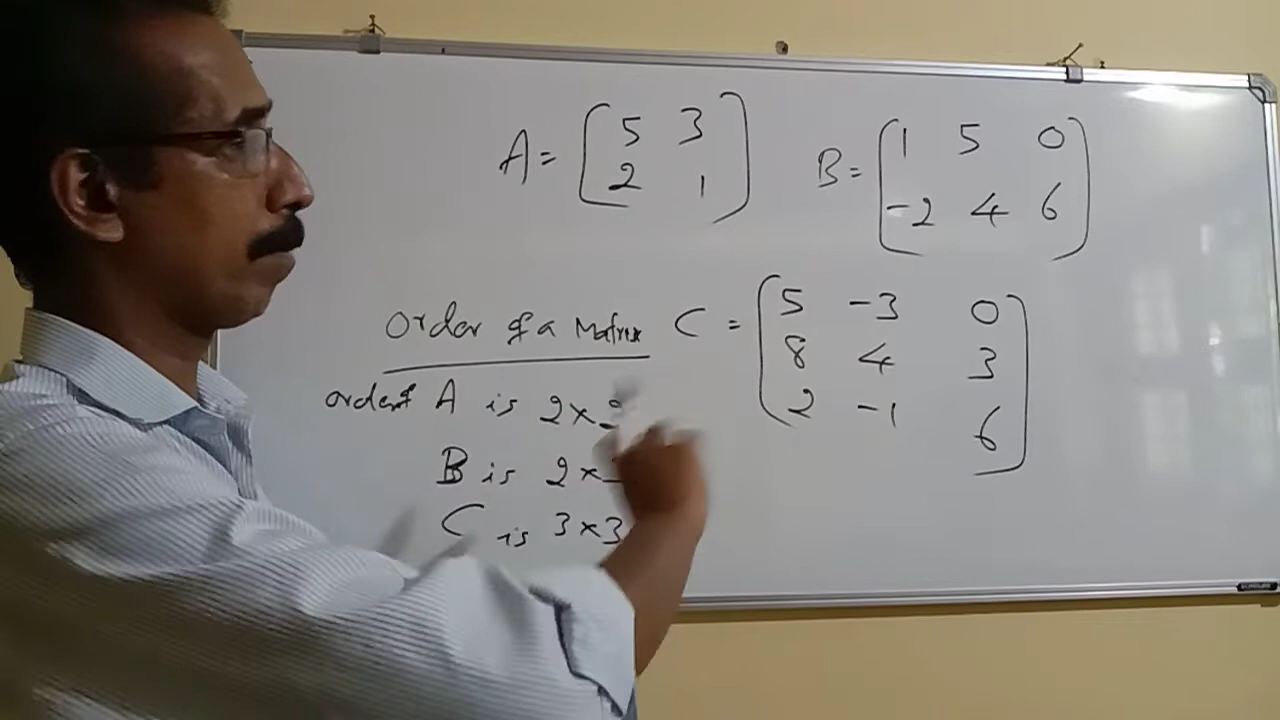 A = [ 5 3
2 1 ]
B = [ 1 5 0
-2 4 6 ]
Order of a Matrix
C = [ 5 -3 0
8 4 3
2 -1 6 ]
order of A is 2×
B is 2×
C is 3×3